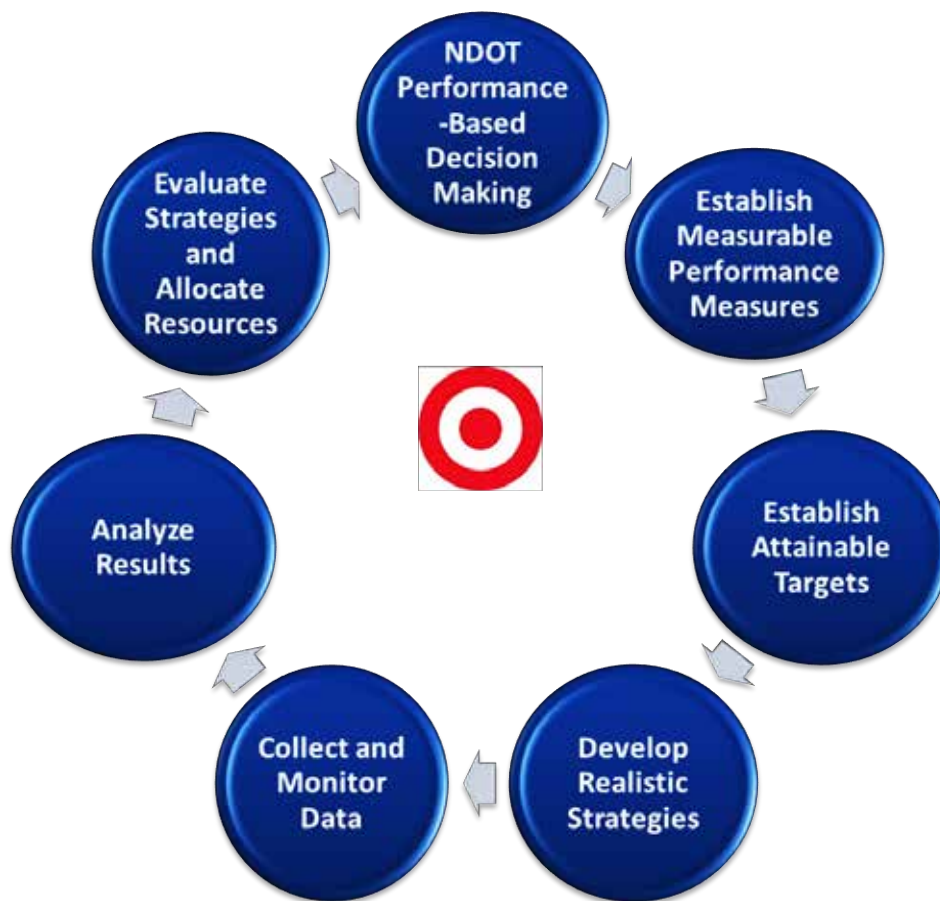 NDOT
Performance
-Based
Decision
Making
Establish
Measurable
Performance
Measures
Establish
Attainable
Targets
Develop
Realistic
Strategies
Collect and
Monitor
Data
Analyze
Results
Evaluate
Strategies
and
Allocate
Resources